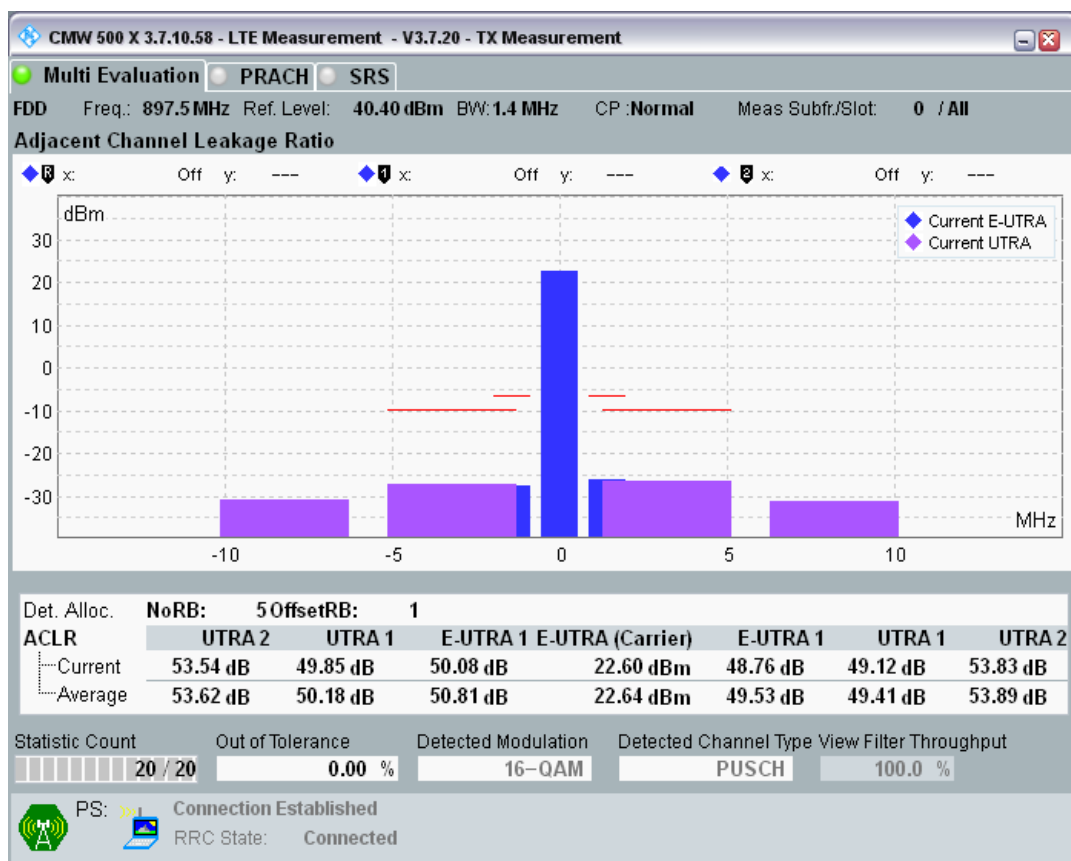 CMW 500 X 3.7.10.58 - LTE Measurement - V3.7.20 - TX Measurement
Multi Evaluation PRACH SRS
FDD Freq.: 897.5 MHz Ref. Level: 40.40 dBm BW: 1.4 MHz CP :Normal Meas Subfr./Slot: 0 / All
Adjacent Channel Leakage Ratio
R x: Off y: --- 1 x: Off y: --- 2 x: Off y: ---
dBm
Current E-UTRA
Current UTRA
30
20
10
0
-10
-20
-30
MHz
-10 -5 0 5 10
Det. Alloc. NoRB: 5 OffsetRB: 1
ACLR UTRA 2 UTRA 1 E-UTRA 1 E-UTRA (Carrier) E-UTRA 1 UTRA 1 UTRA 2
Current 53.54 dB 49.85 dB 50.08 dB 22.60 dBm 48.76 dB 49.12 dB 53.83 dB
Average 53.62 dB 50.18 dB 50.81 dB 22.64 dBm 49.53 dB 49.41 dB 53.89 dB
Statistic Count Out of Tolerance Detected Modulation Detected Channel Type View Filter Throughput
20 / 20 0.00 % 16-QAM PUSCH 100.0 %
PS: Connection Established
RRC State: Connected